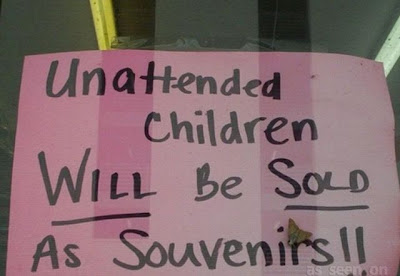 Unattended
Children
WILL Be SOLD
As Souvenirs!!
as seen on